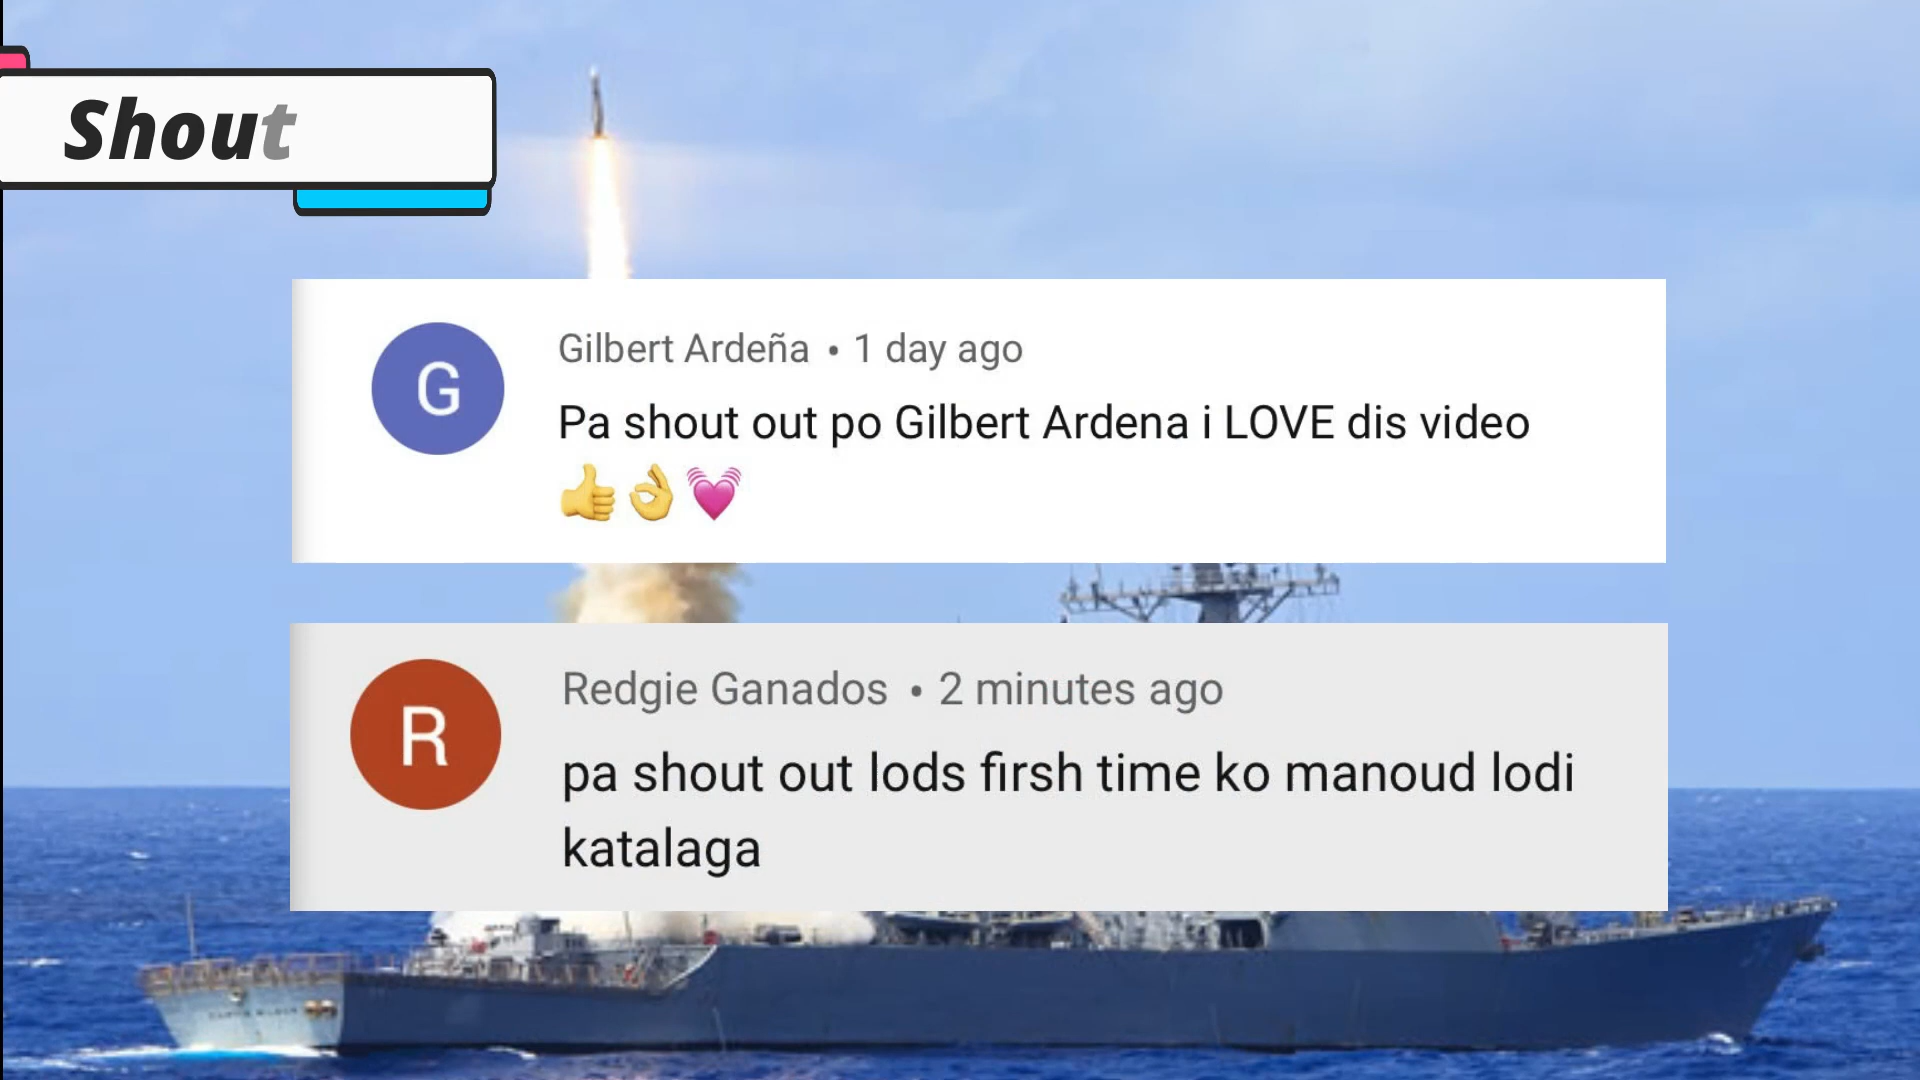 Shout
Gilbert Ardeña • 1 day ago
G
Pa shout out po Gilbert Ardena i LOVE dis video
👍👌💓
Redgie Ganados • 2 minutes ago
R
pa shout out lods firsh time ko manoud lodi
katalaga